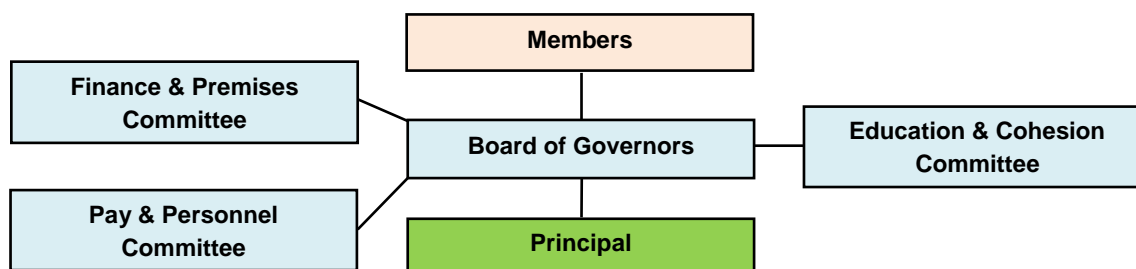 Members
Finance & Premises
Committee
Board of Governors
Education & Cohesion
Committee
Pay & Personnel
Committee
Principal